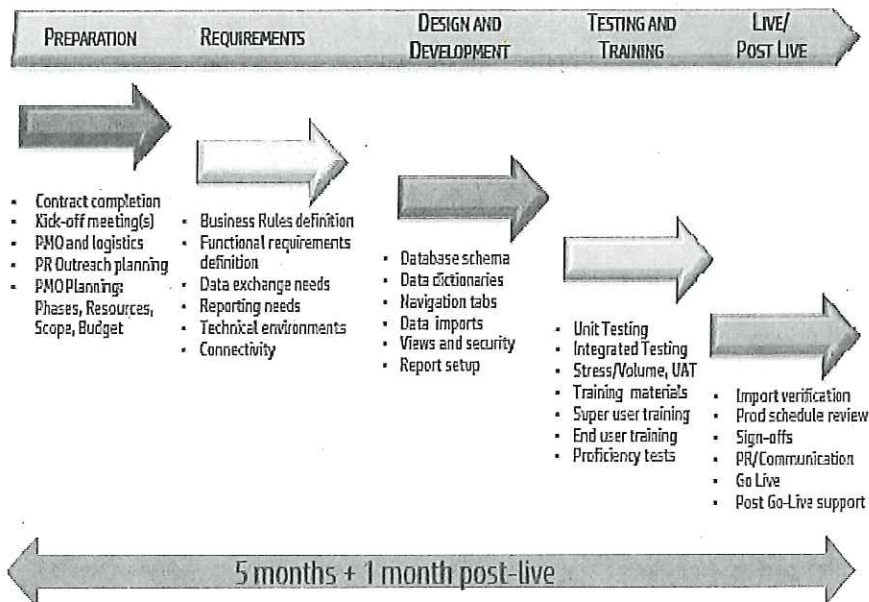 PREPARATION
REQUIREMENTS
DESIGN AND
DEVELOPMENT
TESTING AND
TRAINING
LIVE/
POST LIVE
▪ Contract completion
▪ Kick-off meeting(s)
▪ PMO and logistics
▪ PR Outreach planning
▪ PMO Planning:
Phases, Resources,
Scope, Budget
▪ Business Rules definition
▪ Functional requirements
definition
▪ Data exchange needs
▪ Reporting needs
▪ Technical environments
▪ Connectivity
▪ Database schema
▪ Data dictionaries
▪ Navigation tabs
▪ Data imports
▪ Views and security
▪ Report setup
▪ Unit Testing
▪ Integrated Testing
▪ Stress/Volume, UAT
▪ Training materials
▪ Super user training
▪ End user training
▪ Proficiency tests
▪ Import verification
▪ Prod schedule review
▪ Sign-offs
▪ PR/Communication
▪ Go Live
▪ Post Go-Live support
5 months + 1 month post-live